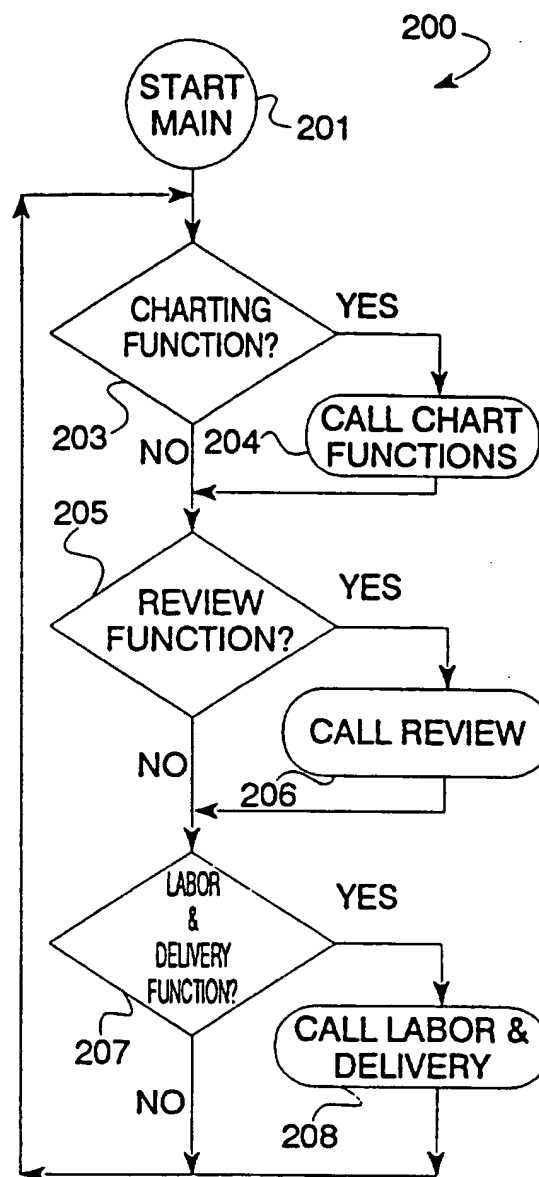 200
START
MAIN
201
CHARTING
FUNCTION?
YES
203
NO
204
CALL CHART
FUNCTIONS
205
REVIEW
FUNCTION?
YES
NO
CALL REVIEW
206
LABOR
&
DELIVERY
FUNCTION?
YES
207
NO
CALL LABOR &
DELIVERY
208